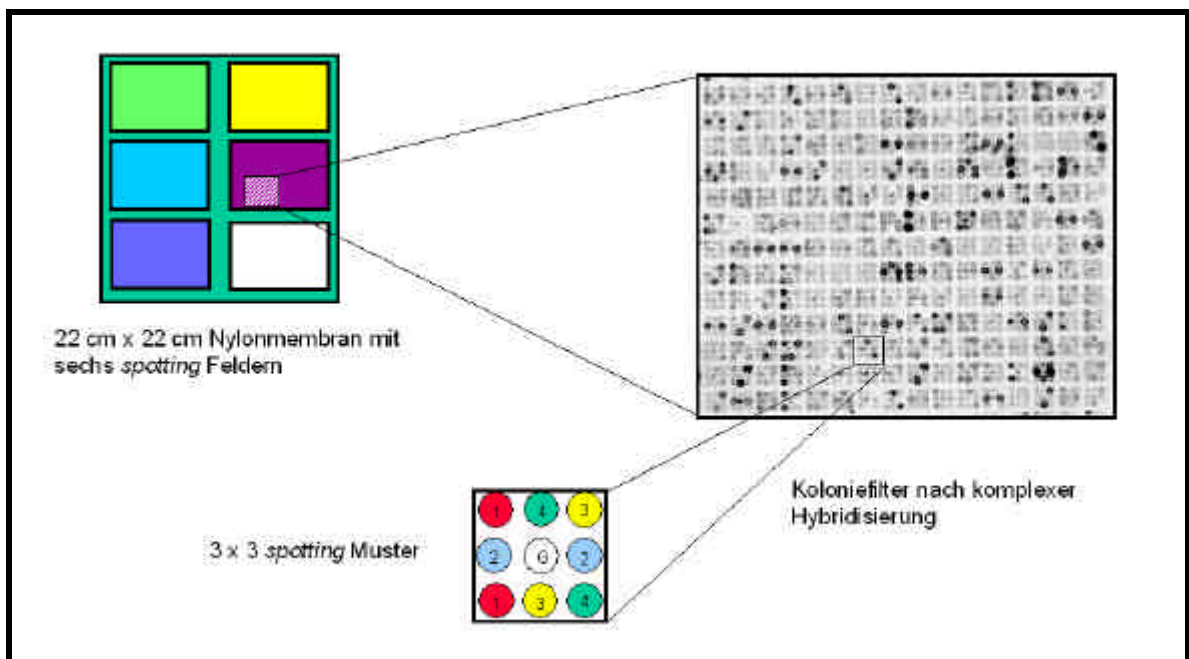 22 cm x 22 cm Nylonmembran mit
sechs spotting Feldern
Koloniefilter nach komplexer
Hybridisierung
3 x 3 spotting Muster
1 4 3
2 0 2
1 3 4